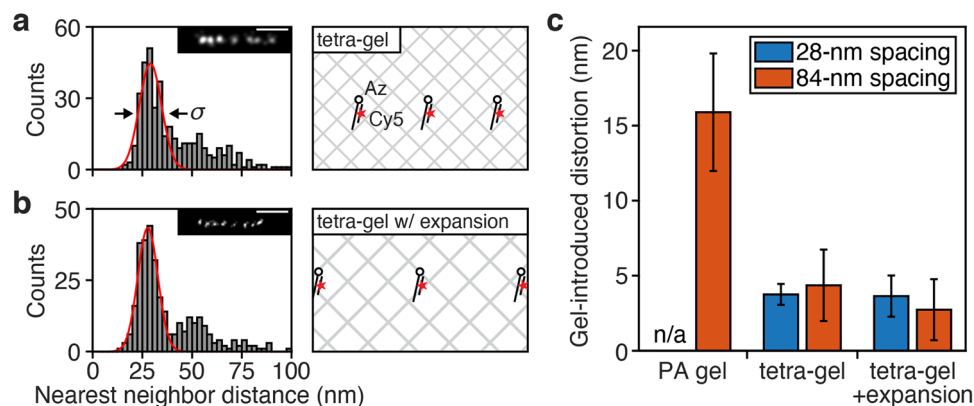 a
60
30
0
Counts
σ
tetra-gel
Az
Cy5
b
50
25
0
Counts
0 25 50 75 100
Nearest neighbor distance (nm)
tetra-gel w/ expansion
c
20
15
10
5
0
Gel-introduced distortion (nm)
28-nm spacing
84-nm spacing
n/a
PA gel
tetra-gel
tetra-gel
+expansion